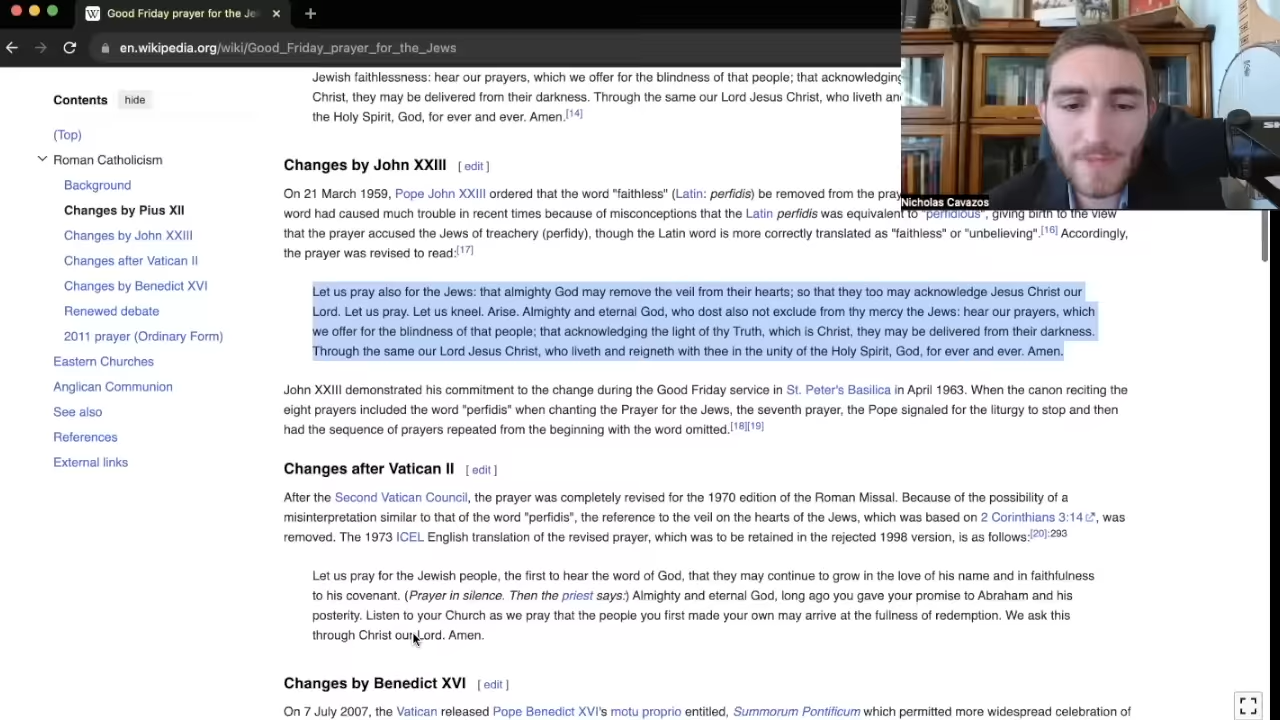 Good Friday prayer for the Je
en.wikipedia.org/wiki/Good_Friday_prayer_for_the_Jews
Nicholas Cavazos
Contents
hide
(Top)
Roman Catholicism
Background
Changes by Pius XII
Changes by John XXIII
Changes after Vatican II
Changes by Benedict XVI
Renewed debate
2011 prayer (Ordinary Form)
Eastern Churches
Anglican Communion
See also
References
External links
Jewish faithlessness: hear our prayers, which we offer for the blindness of that people; that acknowledging
Christ, they may be delivered from their darkness. Through the same our Lord Jesus Christ, who liveth and
the Holy Spirit, God, for ever and ever. Amen.[14]
Changes by John XXIII [ edit ]
On 21 March 1959, Pope John XXIII ordered that the word "faithless" (Latin: perfidis) be removed from the pray
word had caused much trouble in recent times because of misconceptions that the Latin perfidis was equivalent to "perfidious", giving birth to the view
that the prayer accused the Jews of treachery (perfidy), though the Latin word is more correctly translated as "faithless" or "unbelieving".[16] Accordingly,
the prayer was revised to read:[17]
Let us pray also for the Jews: that almighty God may remove the veil from their hearts; so that they too may acknowledge Jesus Christ our
Lord. Let us pray. Let us kneel. Arise. Almighty and eternal God, who dost also not exclude from thy mercy the Jews: hear our prayers, which
we offer for the blindness of that people; that acknowledging the light of thy Truth, which is Christ, they may be delivered from their darkness.
Through the same our Lord Jesus Christ, who liveth and reigneth with thee in the unity of the Holy Spirit, God, for ever and ever. Amen.
John XXIII demonstrated his commitment to the change during the Good Friday service in St. Peter's Basilica in April 1963. When the canon reciting the
eight prayers included the word "perfidis" when chanting the Prayer for the Jews, the seventh prayer, the Pope signaled for the liturgy to stop and then
had the sequence of prayers repeated from the beginning with the word omitted.[18][19]
Changes after Vatican II [ edit ]
After the Second Vatican Council, the prayer was completely revised for the 1970 edition of the Roman Missal. Because of the possibility of a
misinterpretation similar to that of the word "perfidis", the reference to the veil on the hearts of the Jews, which was based on 2 Corinthians 3:14, was
removed. The 1973 ICEL English translation of the revised prayer, which was to be retained in the rejected 1998 version, is as follows:[20]:293
Let us pray for the Jewish people, the first to hear the word of God, that they may continue to grow in the love of his name and in faithfulness
to his covenant. (Prayer in silence. Then the priest says:) Almighty and eternal God, long ago you gave your promise to Abraham and his
posterity. Listen to your Church as we pray that the people you first made your own may arrive at the fullness of redemption. We ask this
through Christ our Lord. Amen.
Changes by Benedict XVI [ edit ]
On 7 July 2007, the Vatican released Pope Benedict XVI's motu proprio entitled, Summorum Pontificum which permitted more widespread celebration of